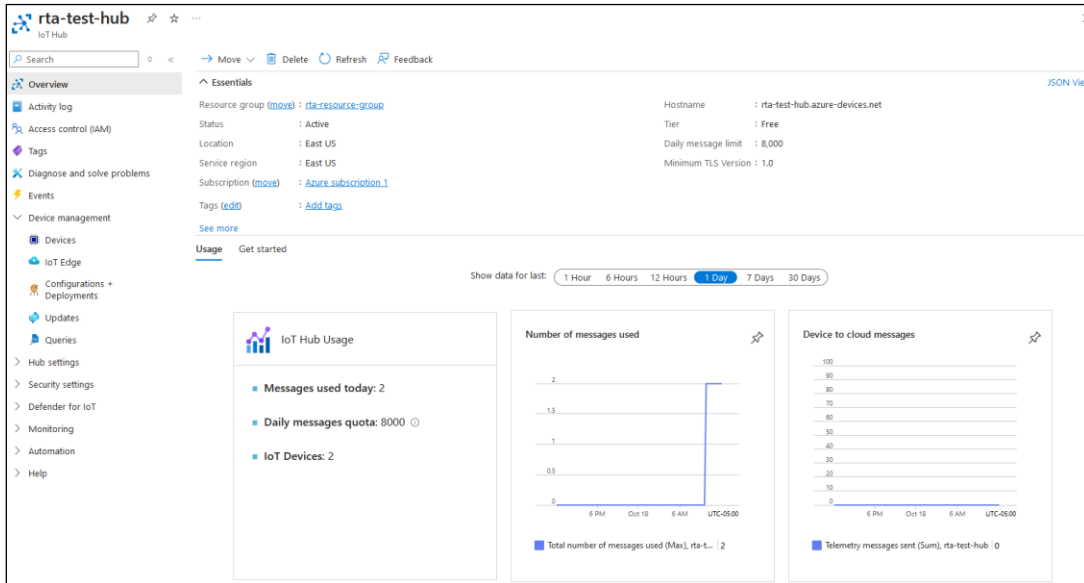 rta-test-hub
IoT Hub
Search
Overview
Activity log
Access control (IAM)
Tags
Diagnose and solve problems
Events
Device management
Devices
IoT Edge
Configurations +
Deployments
Updates
Queries
Hub settings
Security settings
Defender for IoT
Monitoring
Automation
Help
Move Delete Refresh Feedback
Essentials JSON Vie
Resource group (move) : rta-resource-group
Status : Active
Location : East US
Service region : East US
Subscription (move) : Azure subscription 1
Tags (edit) : Add tags
See more
Hostname : rta-test-hub.azure-devices.net
Tier : Free
Daily message limit : 8,000
Minimum TLS Version : 1.0
Usage Get started
Show data for last: 1 Hour 6 Hours 12 Hours 1 Day 7 Days 30 Days
IoT Hub Usage
Messages used today: 2
Daily messages quota: 8000
IoT Devices: 2
Number of messages used
2
1.5
1
0.5
0
6 PM Oct 18 6 AM UTC-05:00
Total number of messages used (Max), rta-t... 2
Device to cloud messages
100
90
80
70
60
50
40
30
20
10
0
6 PM Oct 18 6 AM UTC-05:00
Telemetry messages sent (Sum), rta-test-hub 0